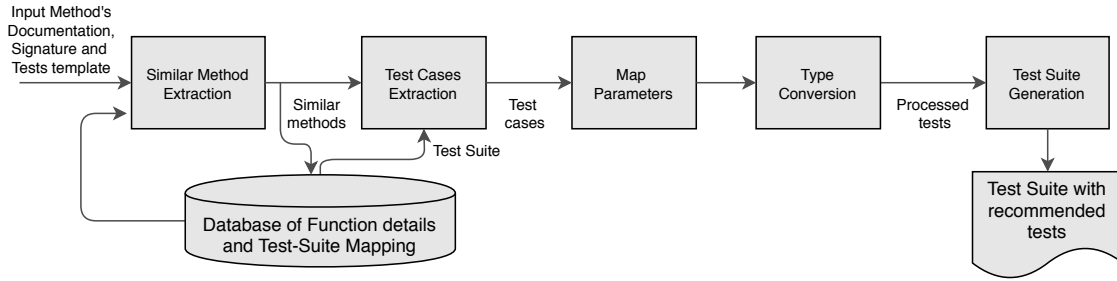 Input Method's
Documentation,
Signature and
Tests template
Similar Method
Extraction
Similar
methods
Test Cases
Extraction
Test Suite
Test
cases
Map
Parameters
Type
Conversion
Processed
tests
Test Suite
Generation
Database of Function details
and Test-Suite Mapping
Test Suite with
recommended
tests